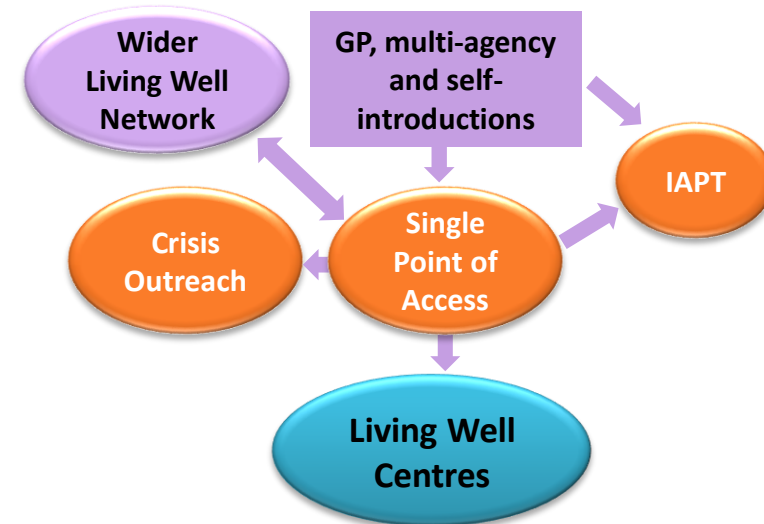 Wider
Living Well
Network
GP, multi-agency
and self-
introductions
IAPT
Crisis
Outreach
Single
Point of
Access
Living Well
Centres